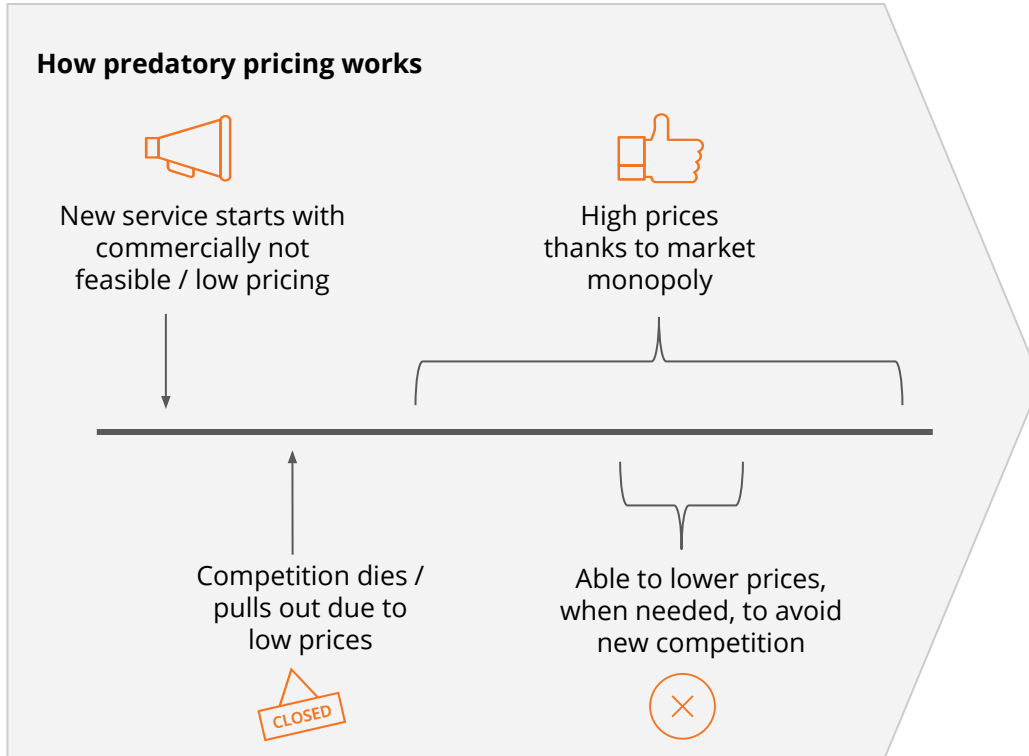 How predatory pricing works
New service starts with
commercially not
feasible / low pricing
High prices
thanks to market
monopoly
Competition dies /
pulls out due to
low prices
CLOSED
Able to lower prices,
when needed, to avoid
new competition